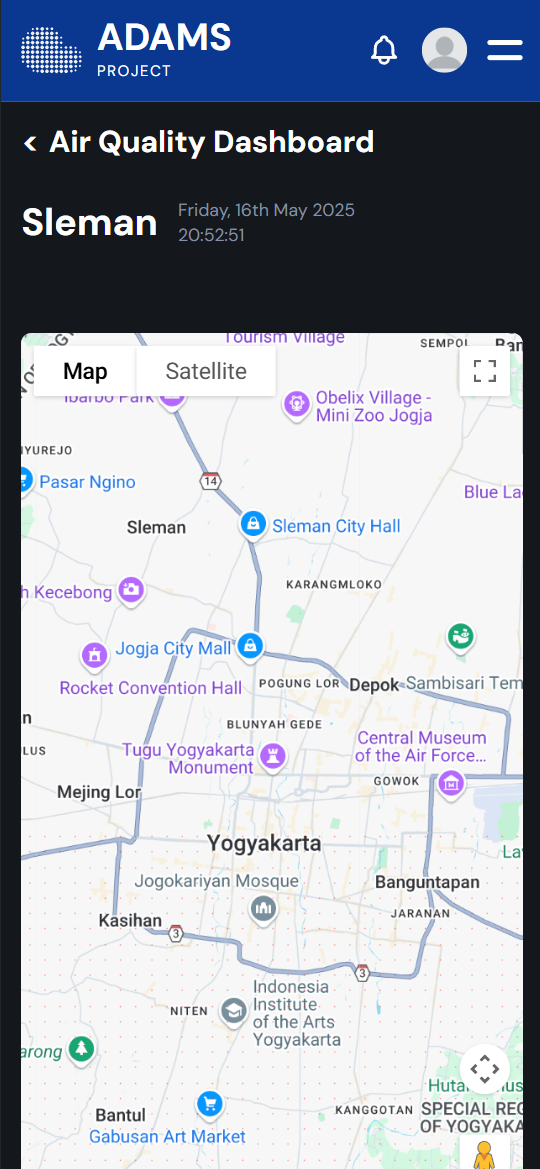 ADAMS
PROJECT
< Air Quality Dashboard
Sleman
Friday, 16th May 2025
20:52:51
Tourism Village
SEMPOI
Ban
Map
Satellite
Ibarbo Park
Obelix Village -
Mini Zoo Jogja
NYUREJO
14
Pasar Ngino
Blue La
Sleman
Sleman City Hall
h Kecebong
KARANGMLOKO
Jogja City Mall
Rocket Convention Hall
POGUNG LOR
Depok
Sambisari Tem
n
LUS
BLUNYAH GEDE
Tugu Yogyakarta
Monument
Central Museum
of the Air Force...
GOWOK
Mejing Lor
Yogyakarta
La
Jogokariyan Mosque
Banguntapan
Kasihan
JARANAN
3
3
Indonesia
Institute
of the Arts
Yogyakarta
NITEN
arong
Huta
us
Bantul
KANGGOTAN
SPECIAL REG
OF YOGYAKA
Gabusan Art Market